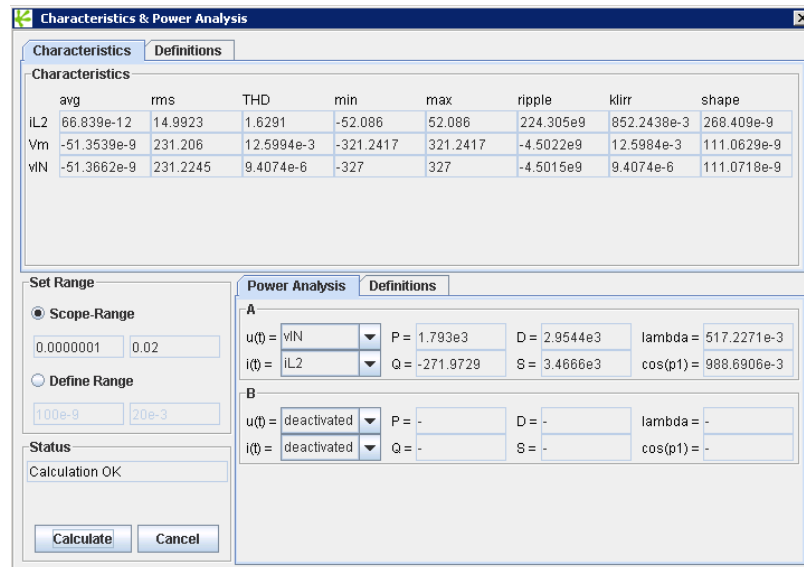 Characteristics & Power Analysis
Characteristics Definitions
Characteristics
avg rms THD min max ripple klirr shape
iL2 66.839e-12 14.9923 1.6291 -52.086 52.086 224.305e9 852.2438e-3 268.409e-9
Vm -51.3539e-9 231.206 12.5994e-3 -321.2417 321.2417 -4.5022e9 12.5984e-3 111.0629e-9
vIN -51.3662e-9 231.2245 9.4074e-6 -327 327 -4.5015e9 9.4074e-6 111.0718e-9
Set Range
Scope-Range
0.0000001 0.02
Define Range
100e-9 20e-3
Status
Calculation OK
Calculate Cancel
Power Analysis Definitions
A
u(t) = vIN P = 1.793e3 D = 2.9544e3 lambda = 517.2271e-3
i(t) = iL2 Q = -271.9729 S = 3.4666e3 cos(p1) = 988.6906e-3
B
u(t) = deactivated P = - D = - lambda = -
i(t) = deactivated Q = - S = - cos(p1) = -